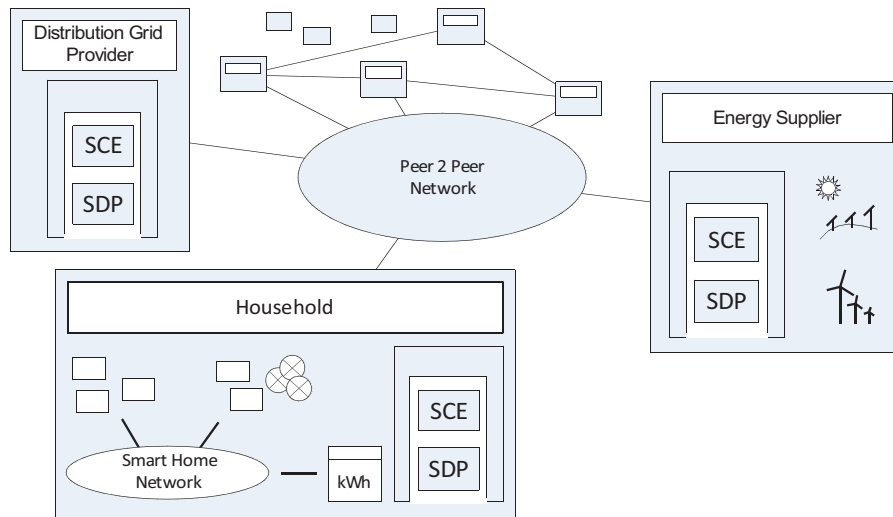 Distribution Grid
Provider
SCE
SDP
Peer 2 Peer
Network
Energy Supplier
SCE
SDP
Household
SCE
SDP
Smart Home
Network
kWh